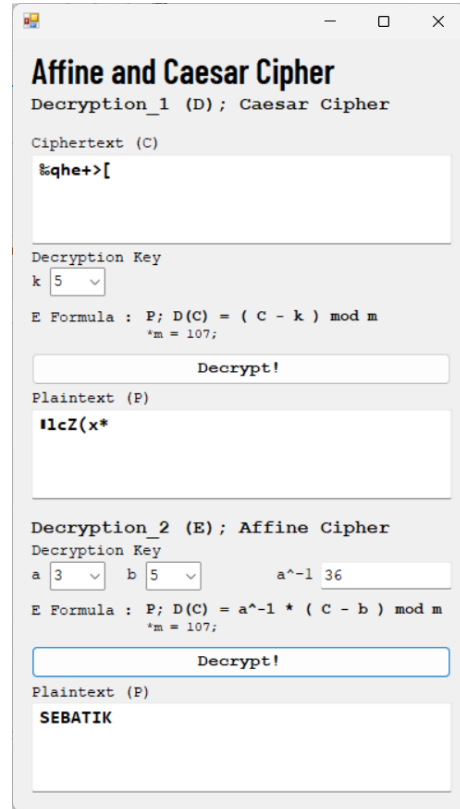 Affine and Caesar Cipher
Decryption_1 (D); Caesar Cipher
Ciphertext (C)
‰qhe+>[
Decryption Key
k 5
E Formula : P; D(C) = ( C - k ) mod m
*m = 107;
Decrypt!
Plaintext (P)
▮lcZ(x*
Decryption_2 (E); Affine Cipher
Decryption Key
a 3 b 5 a^-1 36
E Formula : P; D(C) = a^-1 * ( C - b ) mod m
*m = 107;
Decrypt!
Plaintext (P)
SEBATIK